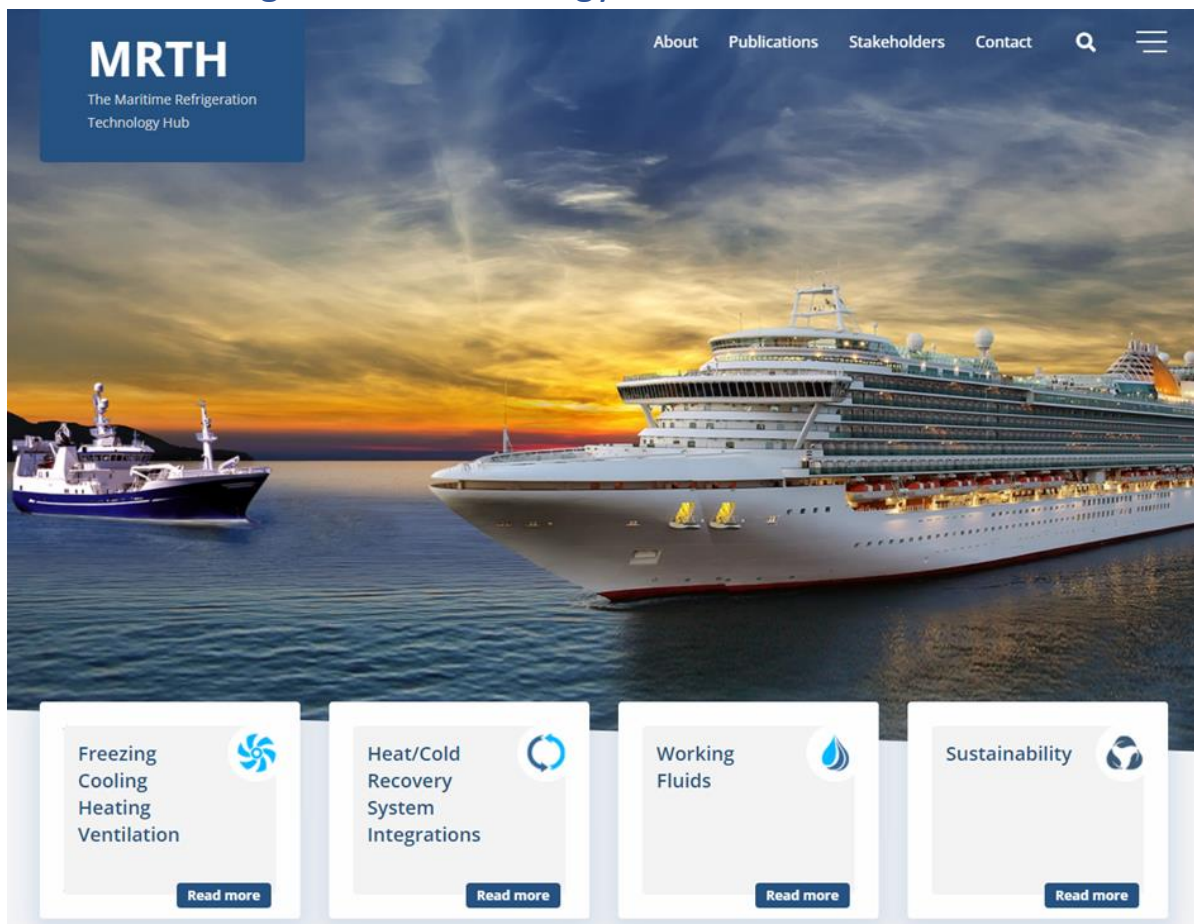 MRTH
The Maritime Refrigeration
Technology Hub
About Publications Stakeholders Contact
Freezing
Cooling
Heating
Ventilation
Read more
Heat/Cold
Recovery
System
Integrations
Read more
Working
Fluids
Read more
Sustainability
Read more